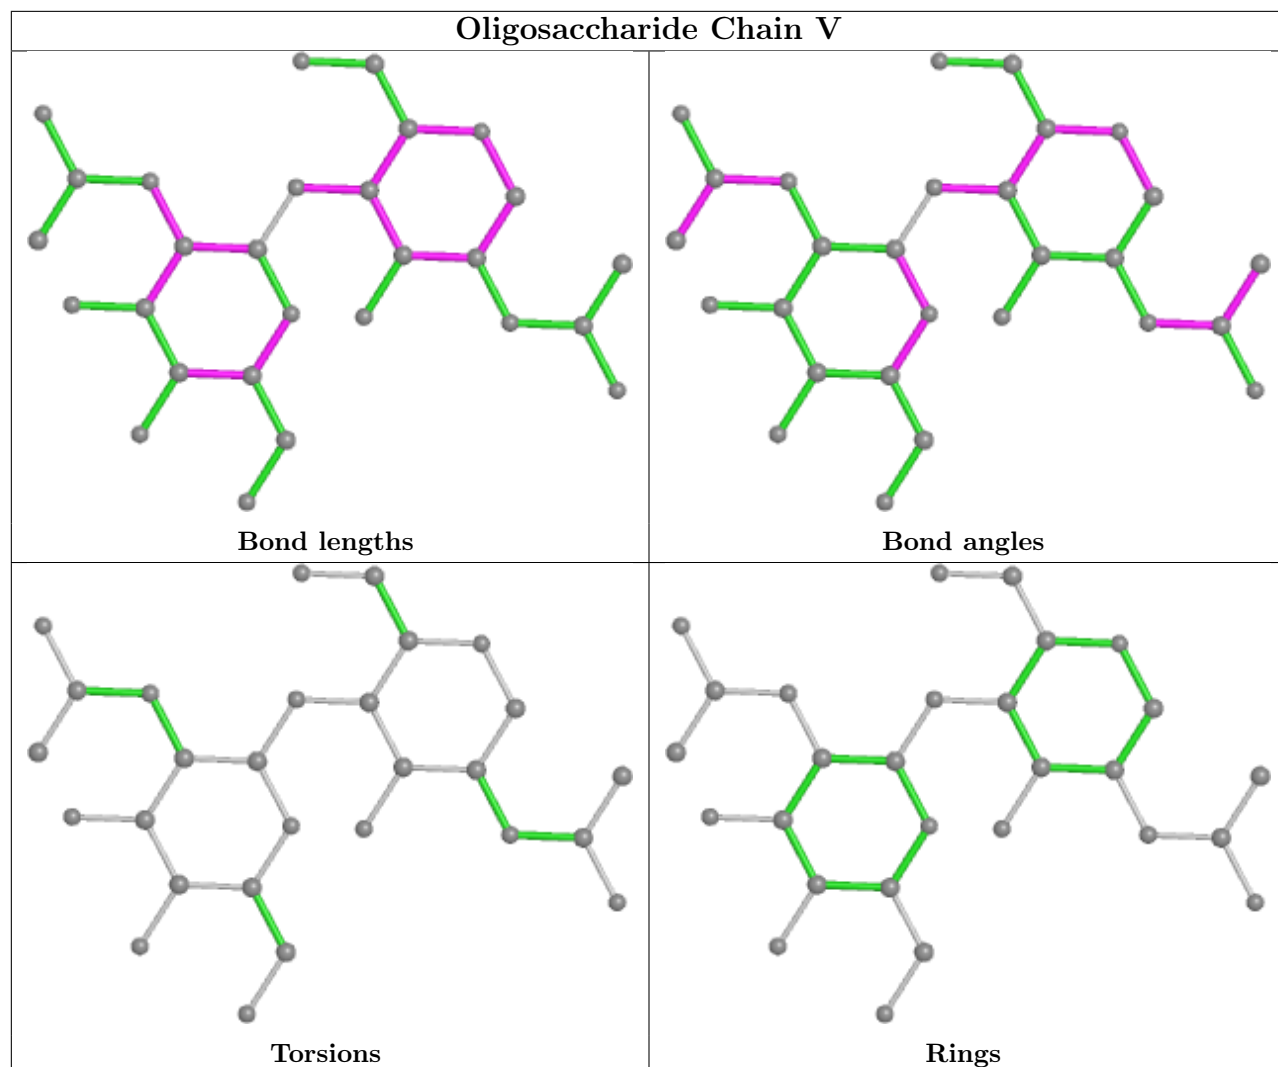 Oligosaccharide Chain V
Bond lengths
Bond angles
Torsions
Rings